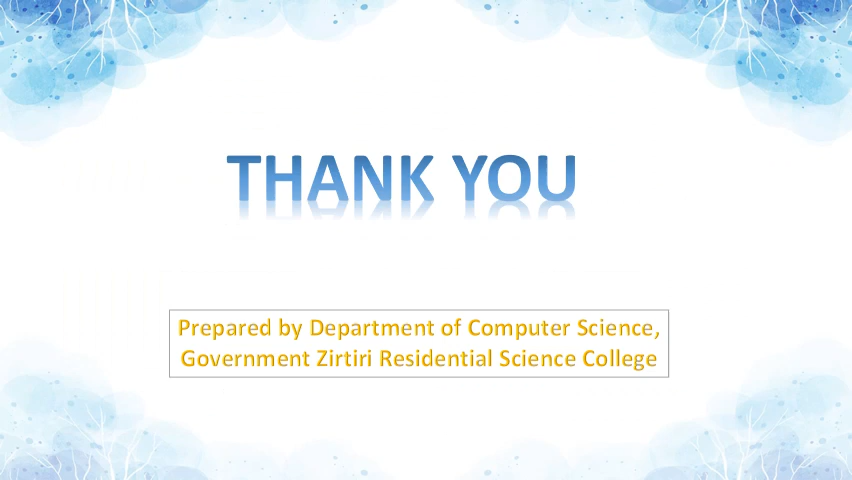 THANK YOU
Prepared by Department of Computer Science,
Government Zirtiri Residential Science College